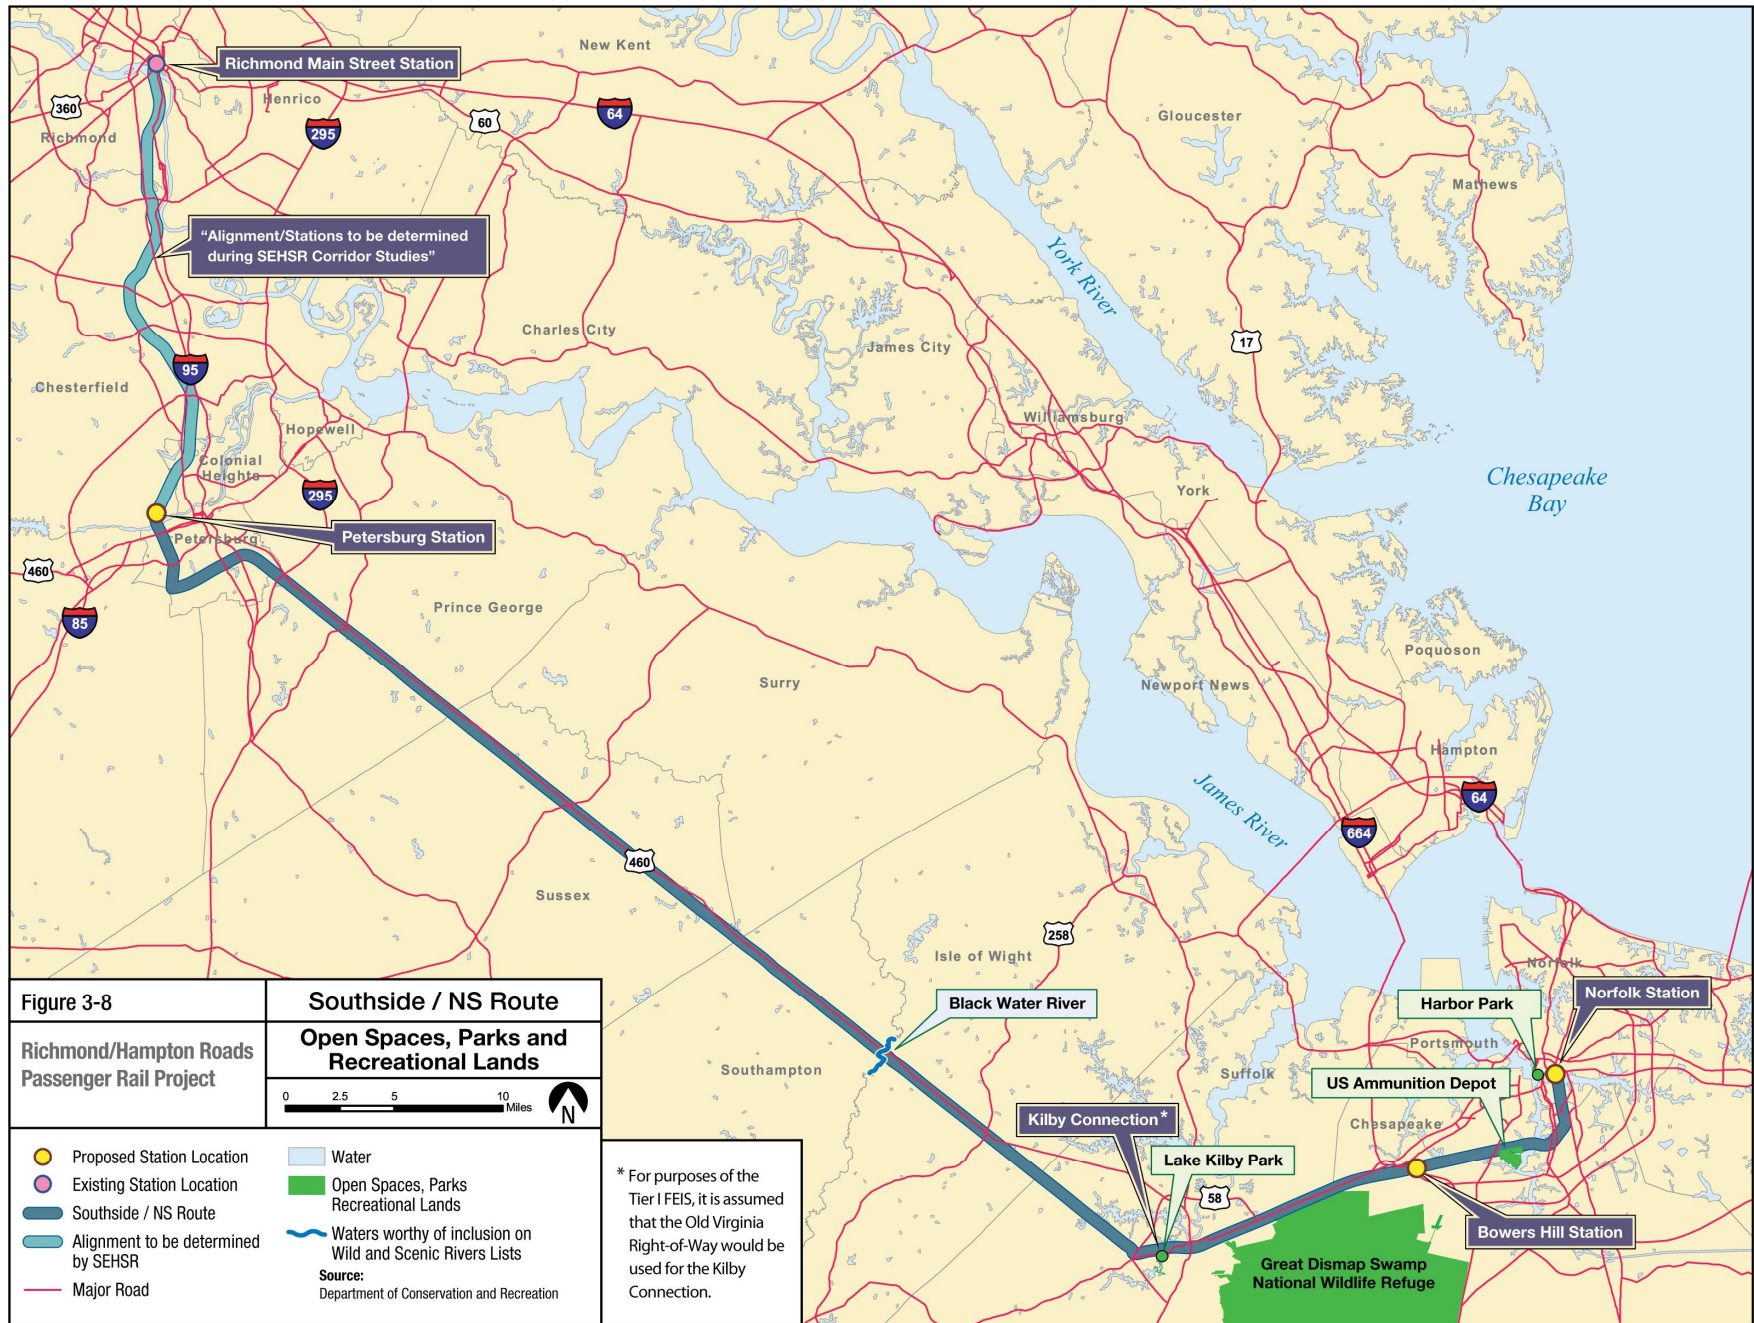 New Kent
Richmond Main Street Station
Henrico
360
Richmond
295
60
64
Gloucester
Mathews
"Alignment/Stations to be determined
during SEHSR Corridor Studies"
York River
Charles City
James City
17
95
Chesterfield
Williamsburg
Hopewell
Colonial
Heights
295
York
Chesapeake
Bay
Petersburg Station
Petersburg
460
Prince George
85
Poquoson
Surry
Newport News
Hampton
James River
64
664
460
Sussex
258
Isle of Wight
Norfolk
Norfolk Station
Harbor Park
Black Water River
Portsmouth
Southampton
Suffolk
US Ammunition Depot
Kilby Connection*
Chesapeake
Lake Kilby Park
58
Bowers Hill Station
Great Dismap Swamp
National Wildlife Refuge
Figure 3-8
Richmond/Hampton Roads
Passenger Rail Project
Southside / NS Route
Open Spaces, Parks and
Recreational Lands
0 2.5 5 10
Miles
N
Proposed Station Location
Existing Station Location
Southside / NS Route
Alignment to be determined
by SEHSR
Major Road
Water
Open Spaces, Parks
Recreational Lands
Waters worthy of inclusion on
Wild and Scenic Rivers Lists
Source:
Department of Conservation and Recreation
* For purposes of the
Tier I FEIS, it is assumed
that the Old Virginia
Right-of-Way would be
used for the Kilby
Connection.